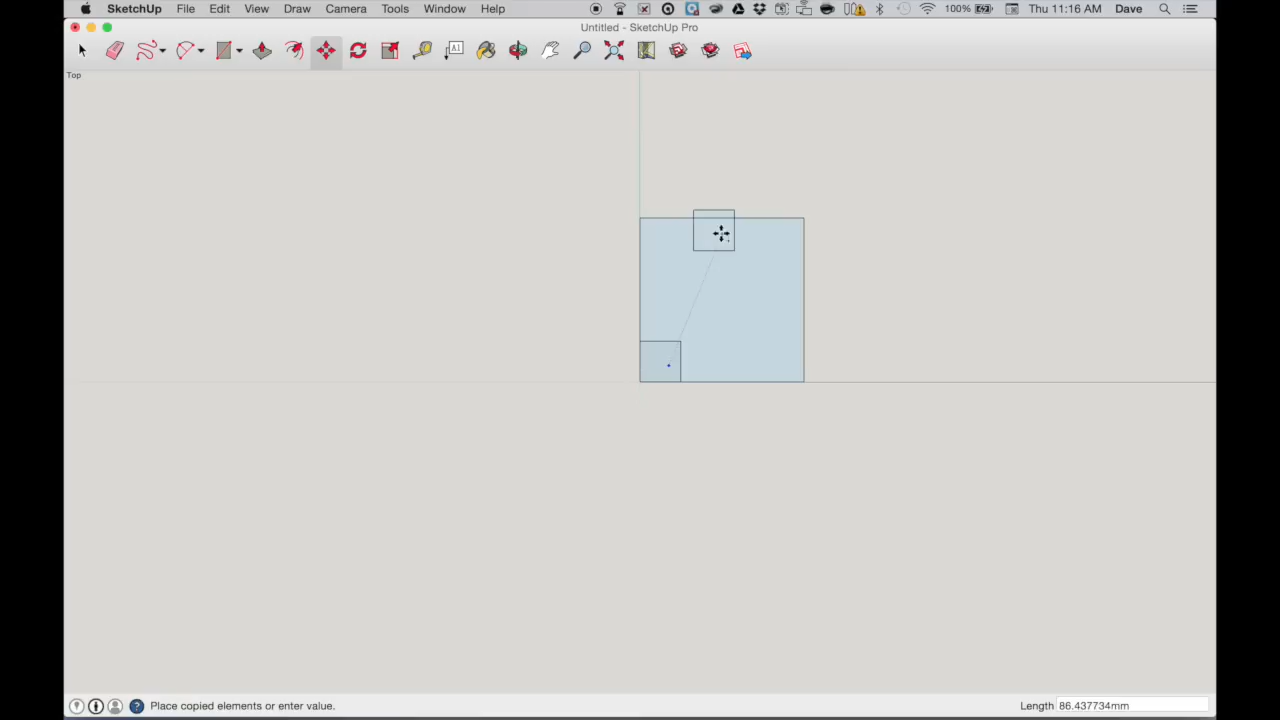 SketchUp File Edit View Draw Camera Tools Window Help 100% Thu 11:16 AM Dave
Untitled - SketchUp Pro
A1
Top
Place copied elements or enter value. Length 86.437734mm